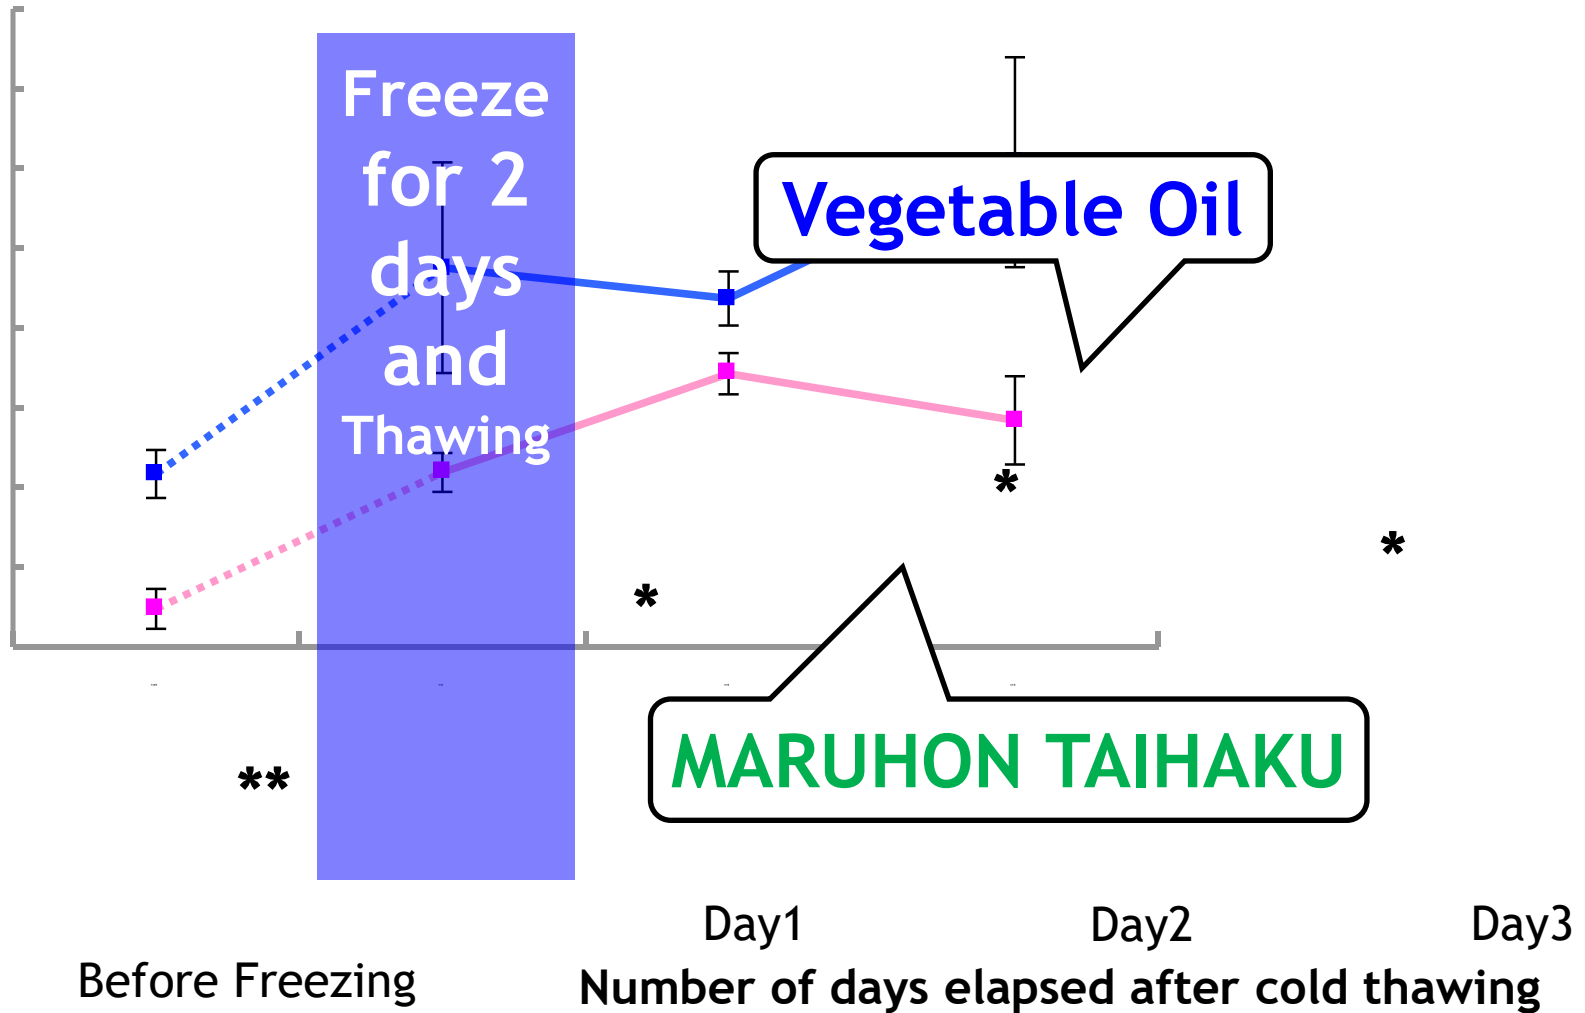 Freeze
for 2
days
and
Thawing
Vegetable Oil
*
*
*
MARUHON TAIHAKU
**
Day1
Day2
Day3
Before Freezing
Number of days elapsed after cold thawing